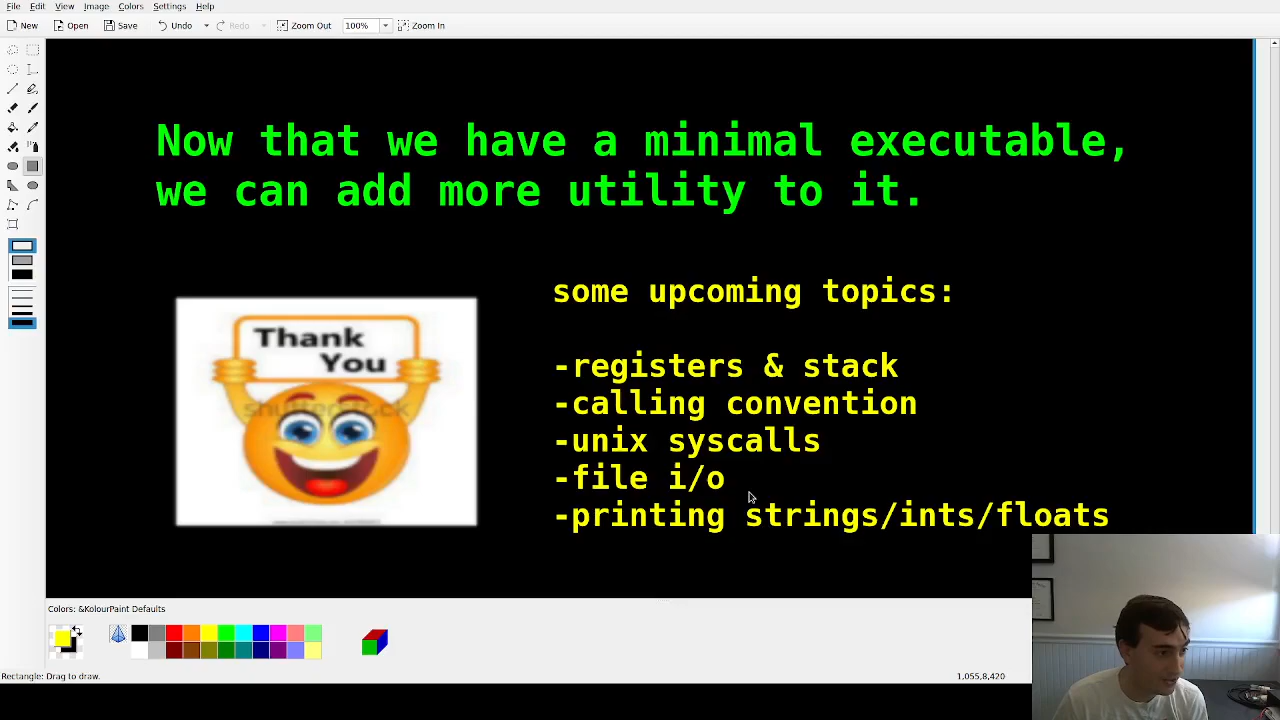 File Edit View Image Colors Settings Help
New Open Save Undo Redo Zoom Out 100% Zoom In
Now that we have a minimal executable,
we can add more utility to it.
Thank
You
shutterstock
some upcoming topics:
-registers & stack
-calling convention
-unix syscalls
-file i/o
-printing strings/ints/floats
Colors: &KolourPaint Defaults
Rectangle: Drag to draw.
1,055,8,420